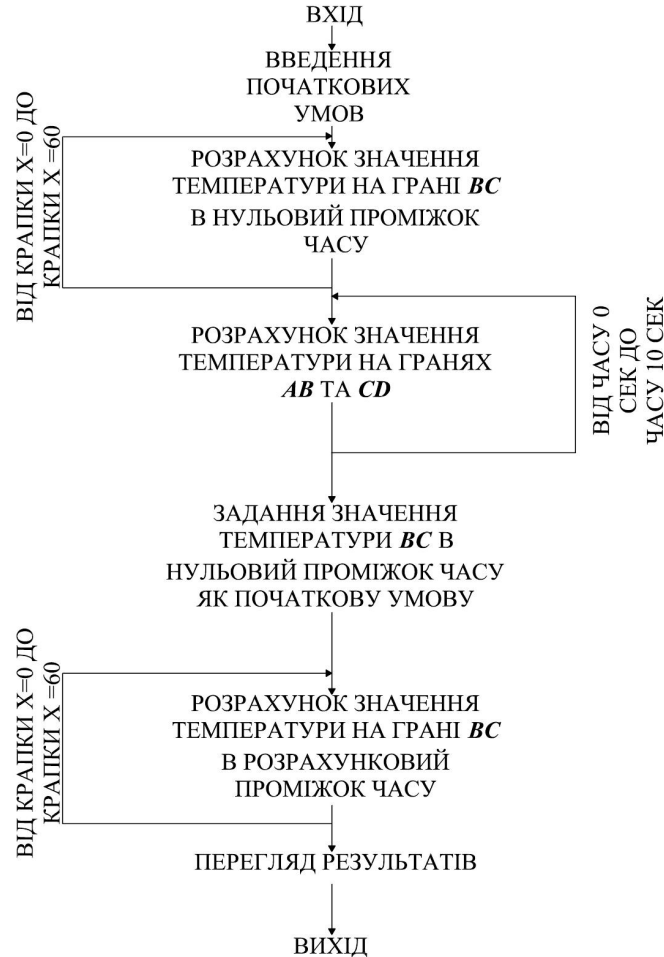 ВХІД
ВВЕДЕННЯ
ПОЧАТКОВИХ
УМОВ
ВІД КРАПКИ X=0 ДО
КРАПКИ X =60
РОЗРАХУНОК ЗНАЧЕННЯ
ТЕМПЕРАТУРИ НА ГРАНІ BC
В НУЛЬОВИЙ ПРОМІЖОК
ЧАСУ
РОЗРАХУНОК ЗНАЧЕННЯ
ТЕМПЕРАТУРИ НА ГРАНЯХ
AB ТА CD
ВІД ЧАСУ 0
СЕК ДО
ЧАСУ 10 СЕК
ЗАДАННЯ ЗНАЧЕННЯ
ТЕМПЕРАТУРИ BC В
НУЛЬОВИЙ ПРОМІЖОК ЧАСУ
ЯК ПОЧАТКОВУ УМОВУ
ВІД КРАПКИ X=0 ДО
КРАПКИ X =60
РОЗРАХУНОК ЗНАЧЕННЯ
ТЕМПЕРАТУРИ НА ГРАНІ BC
В РОЗРАХУНКОВИЙ
ПРОМІЖОК ЧАСУ
ПЕРЕГЛЯД РЕЗУЛЬТАТІВ
ВИХІД